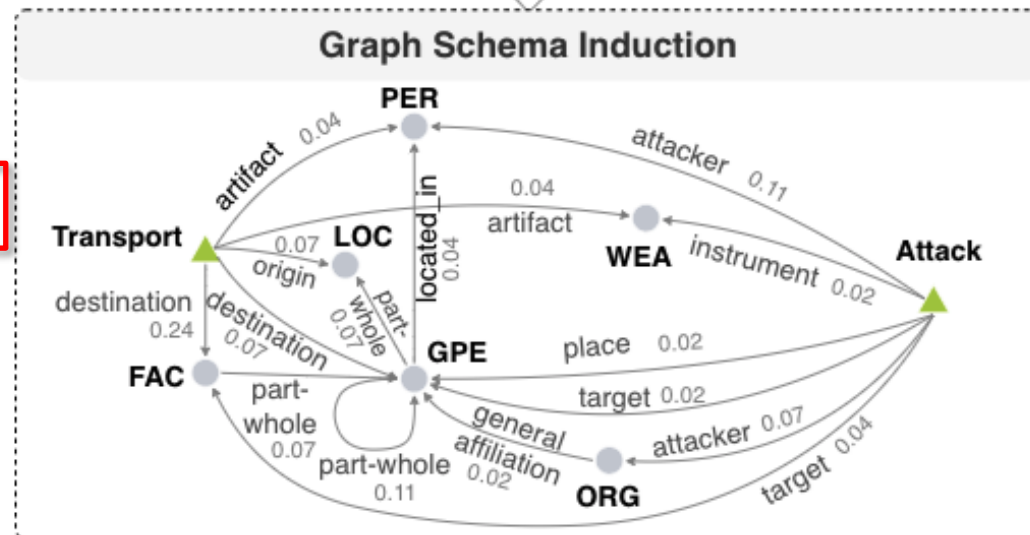 Graph Schema Induction
PER
artifact 0.04
attacker 0.11
0.04
artifact
located_in
0.04
Transport
0.07
origin
LOC
WEA
instrument 0.02
Attack
destination
0.24
destination
0.07
part-
whole
0.07
GPE
place 0.02
FAC
part-
whole
0.07
target 0.02
general
affiliation
0.02
attacker 0.07
part-whole
0.11
ORG
target 0.04